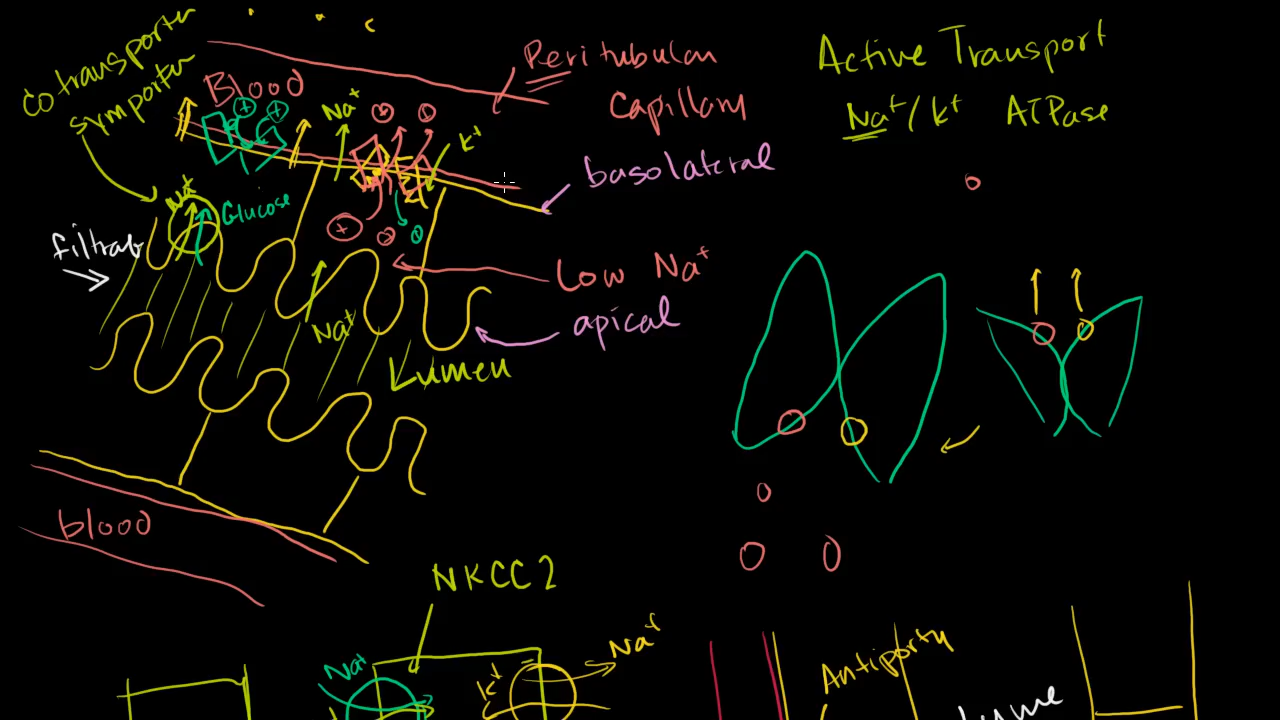 Cotransporter
symporter
Blood
Na⁺
K⁺
Peritubular
Capillary
basolateral
Active Transport
Na⁺/K⁺ ATPase
Na⁺
Glucose
filtrate
Low Na⁺
apical
Na⁺
Lumen
blood
NKCC2
Na⁺
K⁺
Na⁺
Antiporty